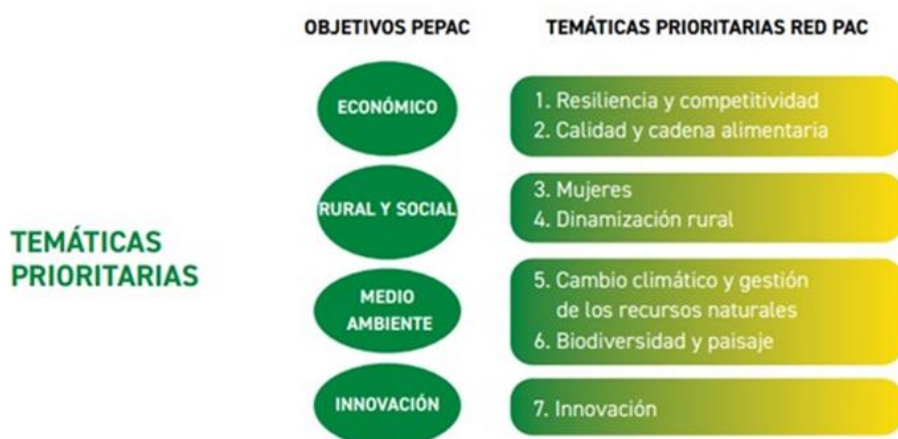 OBJETIVOS PEPAC
TEMÁTICAS PRIORITARIAS RED PAC
TEMÁTICAS
PRIORITARIAS
ECONÓMICO
1. Resiliencia y competitividad
2. Calidad y cadena alimentaria
RURAL Y SOCIAL
3. Mujeres
4. Dinamización rural
MEDIO
AMBIENTE
5. Cambio climático y gestión
de los recursos naturales
6. Biodiversidad y paisaje
INNOVACIÓN
7. Innovación